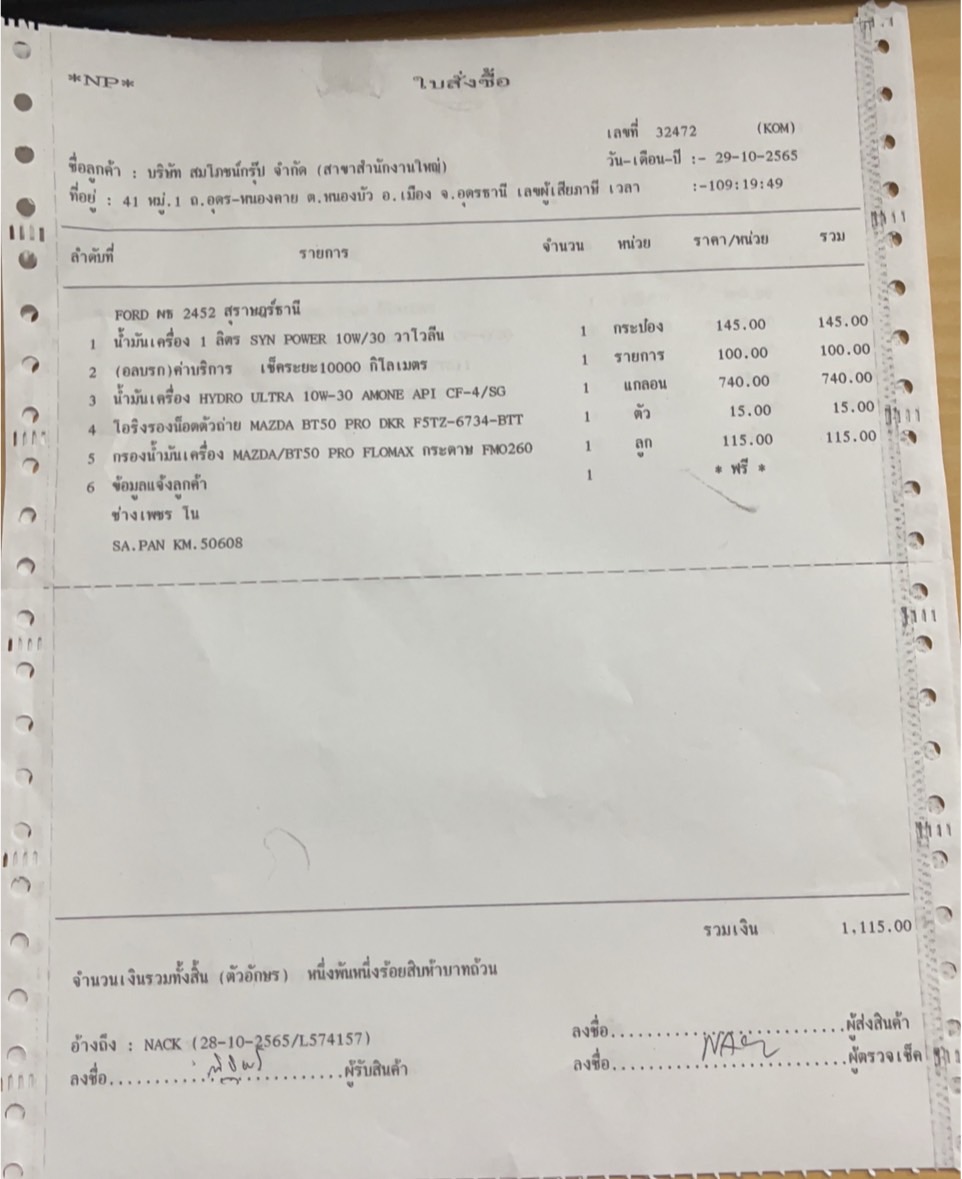 *NP* ใบสั่งซื้อ
เลขที่ 32472 (KOM)
ชื่อลูกค้า : บริษัท สมโภชน์กรุ๊ป จำกัด (สาขาสำนักงานใหญ่) วัน-เดือน-ปี :- 29-10-2565
ที่อยู่ : 41 หมู่.1 ถ.อุดร-หนองคาย ต.หนองบัว อ.เมือง จ.อุดรธานี เลขผู้เสียภาษี เวลา :-109:19:49
ลำดับที่ รายการ จำนวน หน่วย ราคา/หน่วย รวม
FORD ผธ 2452 สุราษฎร์ธานี
1 น้ำมันเครื่อง 1 ลิตร SYN POWER 10W/30 วาโวลีน 1 กระป๋อง 145.00 145.00
2 (อลบรก)ค่าบริการ เช็คระยะ10000 กิโลเมตร 1 รายการ 100.00 100.00
3 น้ำมันเครื่อง HYDRO ULTRA 10W-30 AMONE API CF-4/SG 1 แกลอน 740.00 740.00
4 โอริงรองน็อตตัวถ่าย MAZDA BT50 PRO DKR F5TZ-6734-BTT 1 ตัว 15.00 15.00
5 กรองน้ำมันเครื่อง MAZDA/BT50 PRO FLOMAX กระดาษ FMO260 1 ลูก 115.00 115.00
6 ข้อมูลแจ้งลูกค้า 1 * ฟรี *
ช่างเพชร โน
SA.PAN KM.50608
รวมเงิน 1,115.00
จำนวนเงินรวมทั้งสิ้น (ตัวอักษร) หนึ่งพันหนึ่งร้อยสิบห้าบาทถ้วน
อ้างถึง : NACK (28-10-2565/L574157) ลงชื่อ..........................ผู้ส่งสินค้า
ลงชื่อ..........................ผู้รับสินค้า ลงชื่อ..........................ผู้ตรวจเช็ค